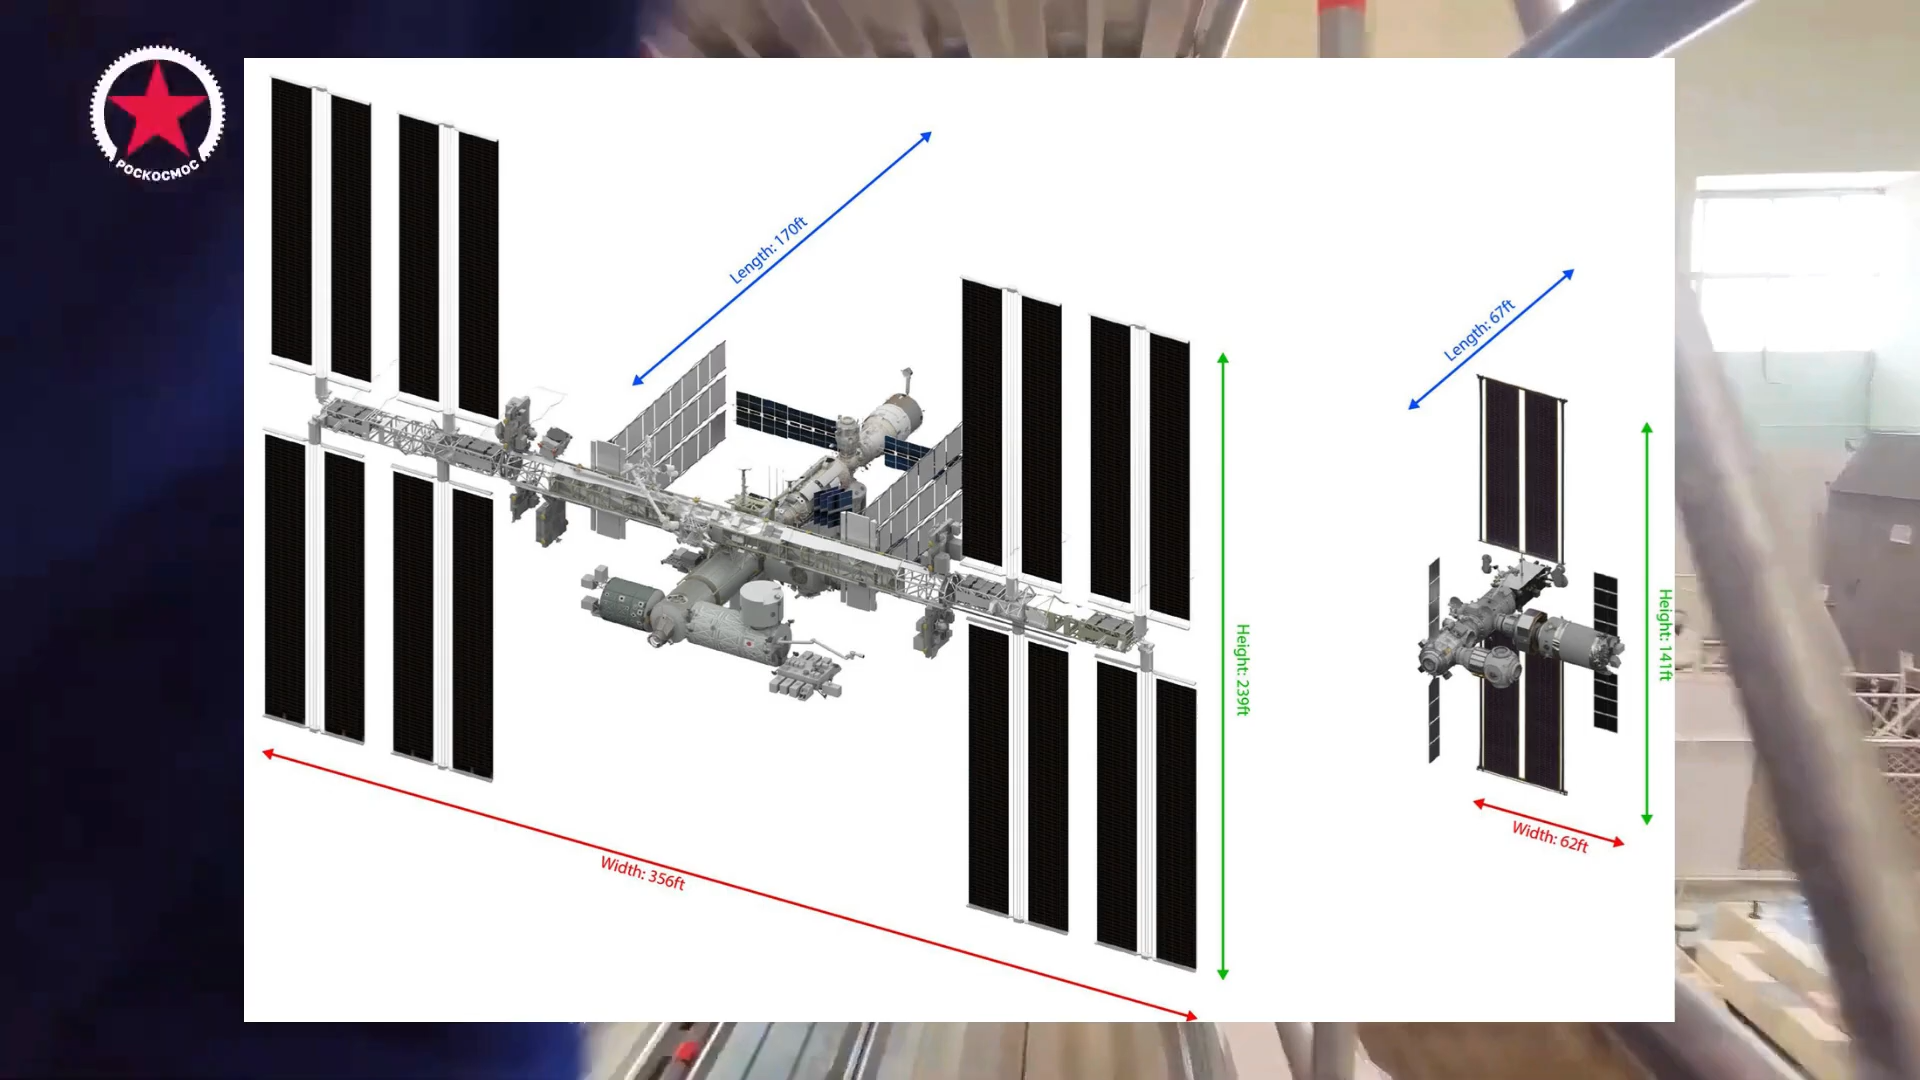 РОСКОСМОС
Length: 170ft
Length: 67ft
Height: 239ft
Height: 141ft
Width: 356ft
Width: 62ft